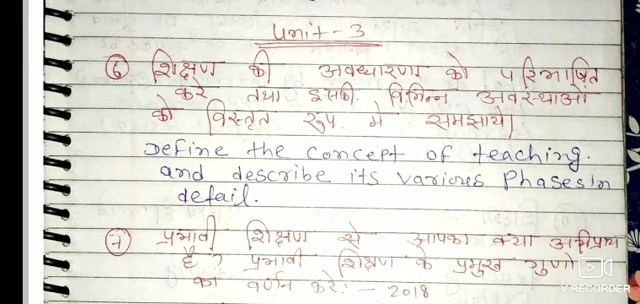 Unit - 3
⑥ शिक्षण की अवधारणा को परिभाषित
करे तथा इसकी विभिन्न अवस्थाओं
को विस्तृत रूप मे समझाये।
Define the concept of teaching.
and describe its various Phases in
detail.
⑦ प्रभावी शिक्षण से आपका क्या अभिप्राय
है? प्रभावी शिक्षण के प्रमुख गुणो
का वर्णन करे:- 2018
V RECORDER